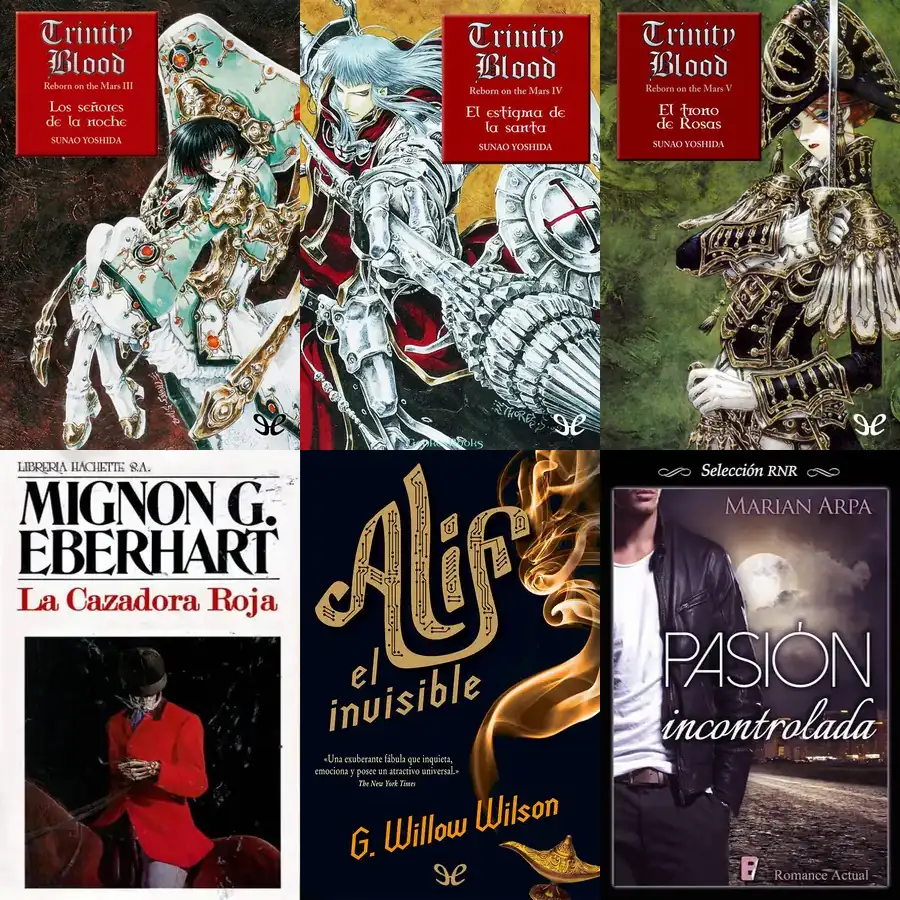 Trinity
Blood
Reborn on the Mars III
Los señores
de la noche
SUNAO YOSHIDA
Trinity
Blood
Reborn on the Mars IV
El estigma de
la santa
SUNAO YOSHIDA
Trinity
Blood
Reborn on the Mars V
El trono
de Rosas
SUNAO YOSHIDA
LIBRERIA HACHETTE S.A.
MIGNON G.
EBERHART
La Cazadora Roja
Alif
el
invisible
«Una exuberante fábula que inquieta,
emociona y posee un atractivo universal.»
The New York Times
G. Willow Wilson
Selección RNR
MARIAN ARPA
PASIÓN
incontrolada
Romance Actual